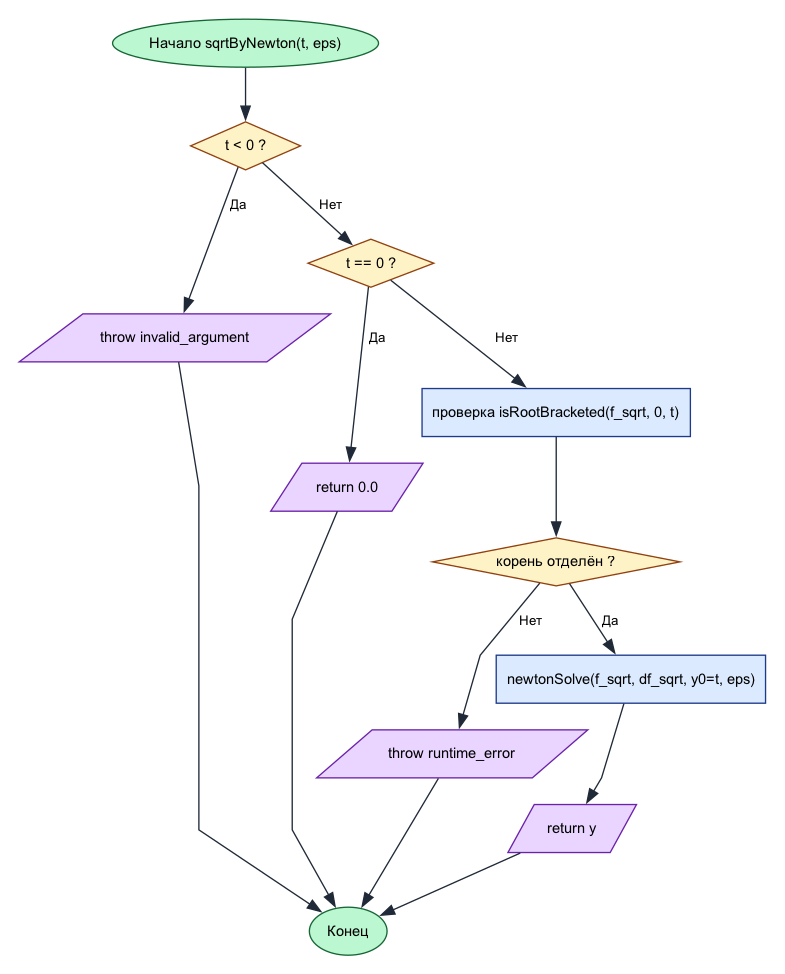 Начало sqrtByNewton(t, eps)
t < 0 ?
Да
Нет
t == 0 ?
throw invalid_argument
Да
Нет
проверка isRootBracketed(f_sqrt, 0, t)
return 0.0
корень отделён ?
Нет
Да
newtonSolve(f_sqrt, df_sqrt, y0=t, eps)
throw runtime_error
return y
Конец